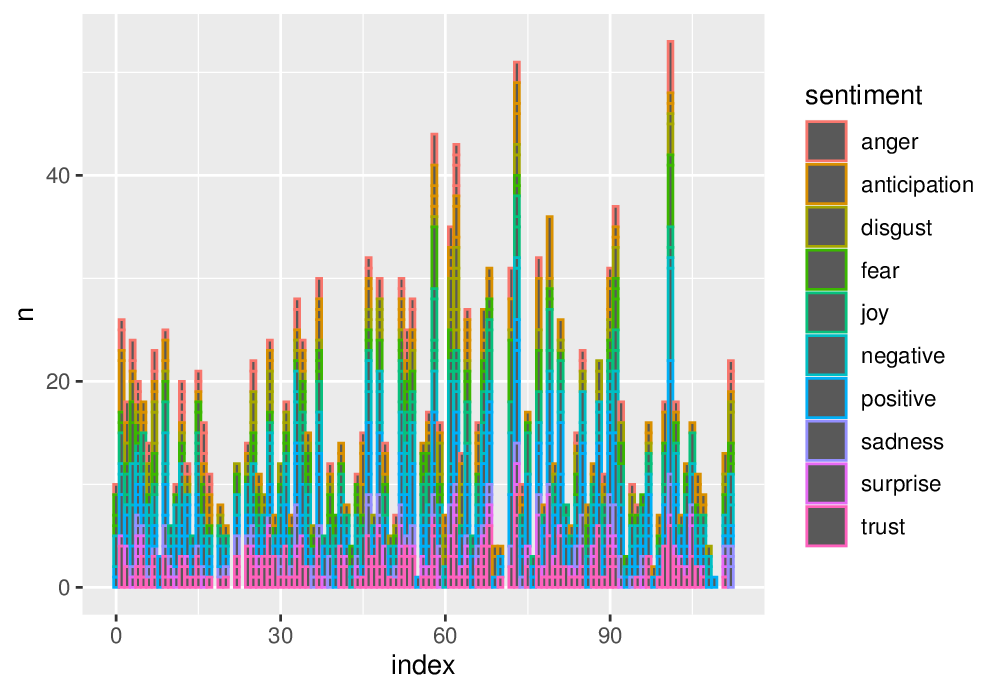 n
40
20
0
0 30 60 90
index
sentiment
anger
anticipation
disgust
fear
joy
negative
positive
sadness
surprise
trust